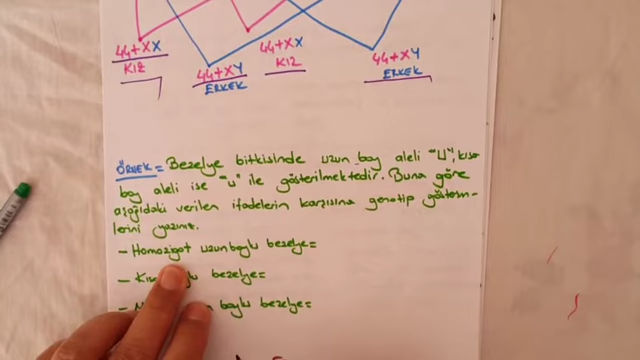 44+XX
KIZ
44+XY
ERKEK
44+XX
KIZ
44+XY
ERKEK
ÖRNEK= Bezelye bitkisinde uzun boy aleli "U", kısa
boy aleli ise "u" ile gösterilmektedir. Buna göre
aşağıdaki verilen ifadelerin karşısına genotip gösterim-
lerini yazınız.
- Homozigot uzun boylu bezelye=
- bezelye=
- boylu bezelye=